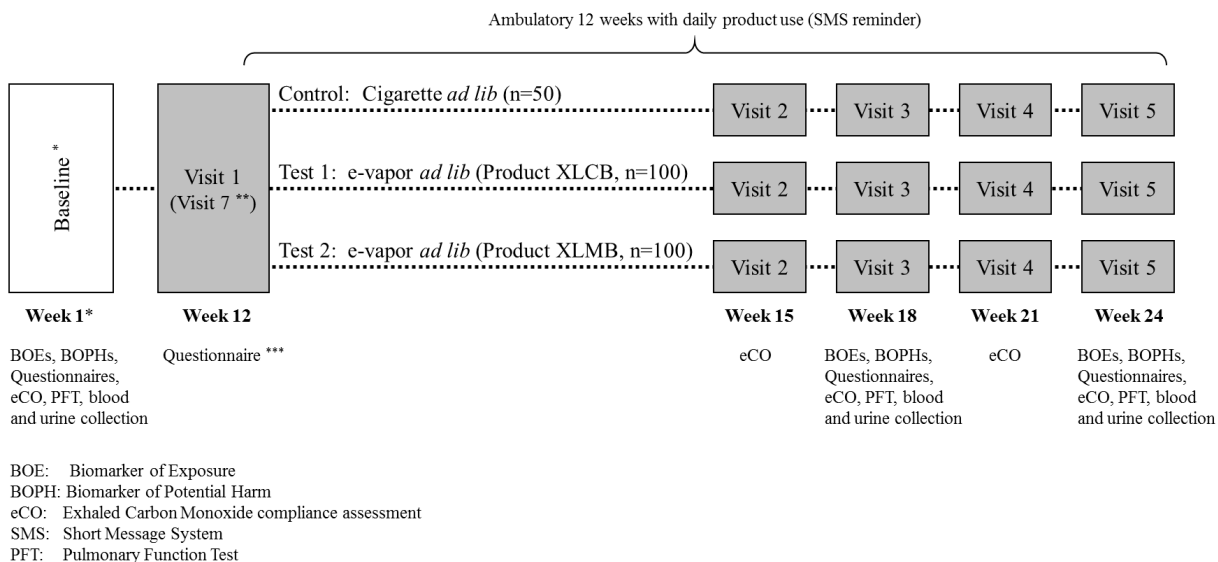 Ambulatory 12 weeks with daily product use (SMS reminder)
Baseline *
Visit 1
(Visit 7 **)
Control: Cigarette ad lib (n=50)
Visit 2
Visit 3
Visit 4
Visit 5
Test 1: e-vapor ad lib (Product XLCB, n=100)
Visit 2
Visit 3
Visit 4
Visit 5
Test 2: e-vapor ad lib (Product XLMB, n=100)
Visit 2
Visit 3
Visit 4
Visit 5
Week 1*
Week 12
Week 15
Week 18
Week 21
Week 24
BOEs, BOPHs,
Questionnaires,
eCO, PFT, blood
and urine collection
Questionnaire ***
eCO
BOEs, BOPHs,
Questionnaires,
eCO, PFT, blood
and urine collection
eCO
BOEs, BOPHs,
Questionnaires,
eCO, PFT, blood
and urine collection
BOE: Biomarker of Exposure
BOPH: Biomarker of Potential Harm
eCO: Exhaled Carbon Monoxide compliance assessment
SMS: Short Message System
PFT: Pulmonary Function Test